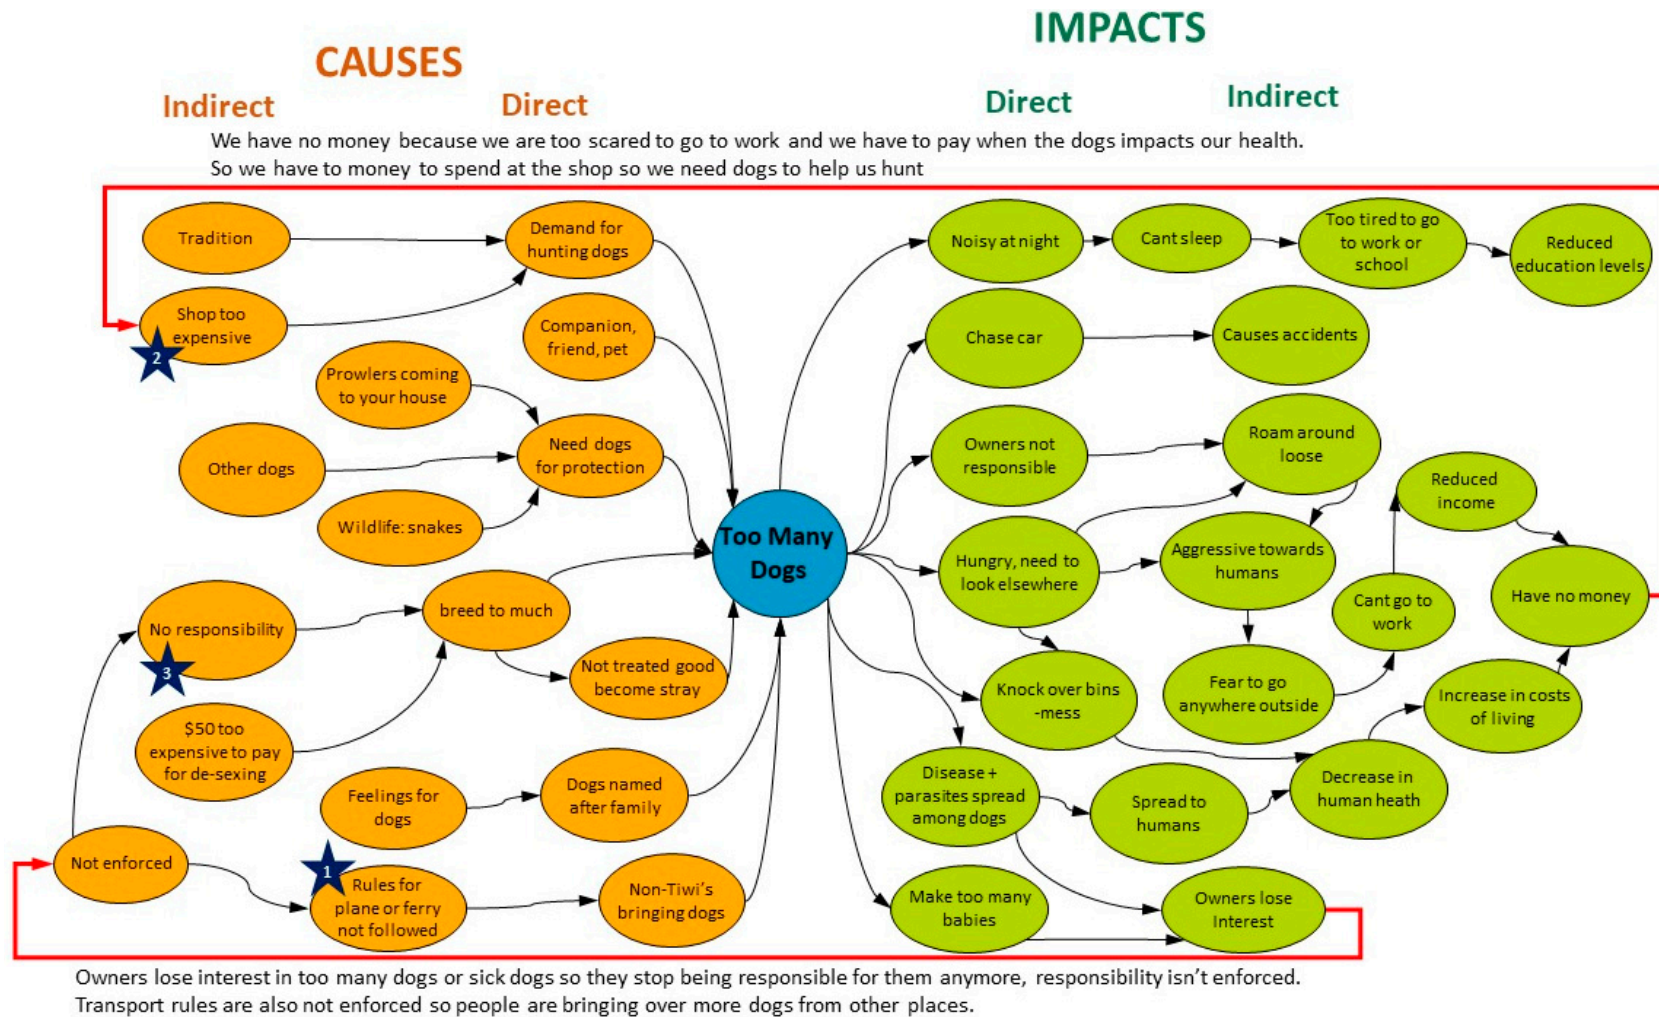 IMPACTS
CAUSES
Indirect
Direct
Direct
Indirect
We have no money because we are too scared to go to work and we have to pay when the dogs impacts our health.
So we have to money to spend at the shop so we need dogs to help us hunt
Tradition
Demand for
hunting dogs
Shop too
expensive
2
Companion,
friend, pet
Prowlers coming
to your house
Other dogs
Need dogs
for protection
Wildlife: snakes
No responsibility
3
breed to much
Not treated good
become stray
$50 too
expensive to pay
for de-sexing
Feelings for
dogs
Dogs named
after family
Not enforced
1
Rules for
plane or ferry
not followed
Non-Tiwi's
bringing dogs
Too Many
Dogs
Noisy at night
Cant sleep
Too tired to go
to work or
school
Reduced
education levels
Chase car
Causes accidents
Owners not
responsible
Roam around
loose
Reduced
income
Hungry, need to
look elsewhere
Aggressive towards
humans
Cant go to
work
Have no money
Knock over bins
-mess
Fear to go
anywhere outside
Increase in costs
of living
Disease +
parasites spread
among dogs
Spread to
humans
Decrease in
human heath
Make too many
babies
Owners lose
Interest
Owners lose interest in too many dogs or sick dogs so they stop being responsible for them anymore, responsibility isn't enforced.
Transport rules are also not enforced so people are bringing over more dogs from other places.